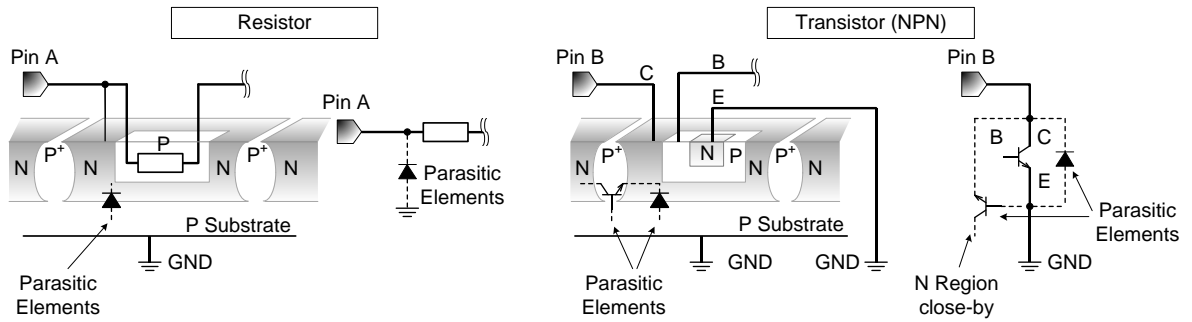 Resistor
Transistor (NPN)
Pin A
Pin B
B
Pin B
C
E
Pin A
N
P+
N
P
P+
N
N
P+
N
P
P+
N
N
B
C
E
Parasitic
Elements
P Substrate
P Substrate
Parasitic
Elements
GND
GND
GND
GND
Parasitic
Elements
Parasitic
Elements
N Region
close-by